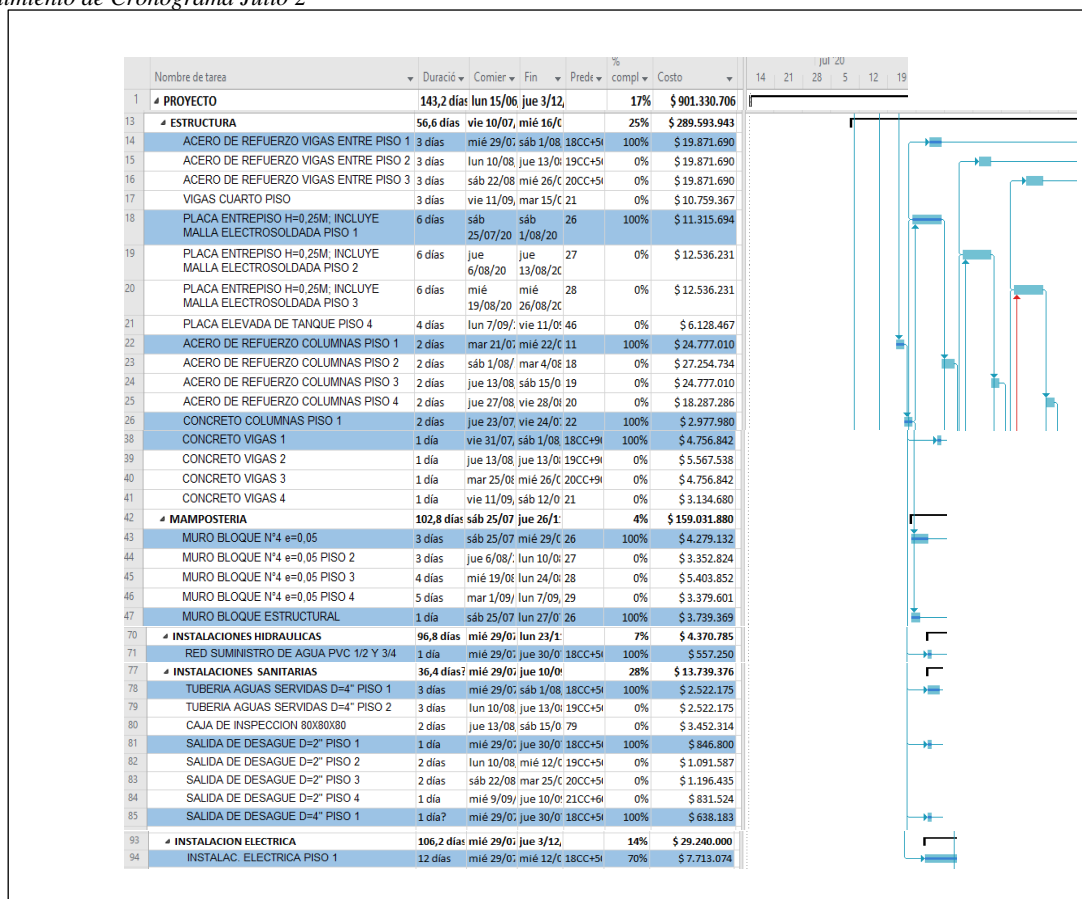 Cronograma Julio 2
%
jul '20
Nombre de tarea Duració Comier Fin Prede compl Costo 14 21 28 5 12 19
1 PROYECTO 143,2 días lun 15/06 jue 3/12, 17% $ 901.330.706
13 ESTRUCTURA 56,6 días vie 10/07, mié 16/0 25% $ 289.593.943
14 ACERO DE REFUERZO VIGAS ENTRE PISO 1 3 días mié 29/07 sáb 1/08, 18CC+50 100% $ 19.871.690
15 ACERO DE REFUERZO VIGAS ENTRE PISO 2 3 días lun 10/08, jue 13/08 19CC+50 0% $ 19.871.690
16 ACERO DE REFUERZO VIGAS ENTRE PISO 3 3 días sáb 22/08 mié 26/0 20CC+50 0% $ 19.871.690
17 VIGAS CUARTO PISO 3 días vie 11/09, mar 15/0 21 0% $ 10.759.367
18 PLACA ENTREPISO H=0,25M; INCLUYE 6 días sáb sáb 26 100% $ 11.315.694
MALLA ELECTROSOLDADA PISO 1 25/07/20 1/08/20
19 PLACA ENTREPISO H=0,25M; INCLUYE 6 días jue jue 27 0% $ 12.536.231
MALLA ELECTROSOLDADA PISO 2 6/08/20 13/08/20
20 PLACA ENTREPISO H=0,25M; INCLUYE 6 días mié mié 28 0% $ 12.536.231
MALLA ELECTROSOLDADA PISO 3 19/08/20 26/08/20
21 PLACA ELEVADA DE TANQUE PISO 4 4 días lun 7/09/ vie 11/09 46 0% $ 6.128.467
22 ACERO DE REFUERZO COLUMNAS PISO 1 2 días mar 21/07 mié 22/0 11 100% $ 24.777.010
23 ACERO DE REFUERZO COLUMNAS PISO 2 2 días sáb 1/08/ mar 4/08 18 0% $ 27.254.734
24 ACERO DE REFUERZO COLUMNAS PISO 3 2 días jue 13/08, sáb 15/0 19 0% $ 24.777.010
25 ACERO DE REFUERZO COLUMNAS PISO 4 2 días jue 27/08, vie 28/0 20 0% $ 18.287.286
26 CONCRETO COLUMNAS PISO 1 2 días jue 23/07, vie 24/0 22 100% $ 2.977.980
38 CONCRETO VIGAS 1 1 día vie 31/07, sáb 1/08, 18CC+90 100% $ 4.756.842
39 CONCRETO VIGAS 2 1 día jue 13/08, jue 13/0 19CC+90 0% $ 5.567.538
40 CONCRETO VIGAS 3 1 día mar 25/08 mié 26/0 20CC+90 0% $ 4.756.842
41 CONCRETO VIGAS 4 1 día vie 11/09, sáb 12/0 21 0% $ 3.134.680
42 MAMPOSTERIA 102,8 días sáb 25/07 jue 26/1 4% $ 159.031.880
43 MURO BLOQUE N°4 e=0,05 3 días sáb 25/07 mié 29/0 26 100% $ 4.279.132
44 MURO BLOQUE N°4 e=0,05 PISO 2 3 días jue 6/08/ lun 10/0 27 0% $ 3.352.824
45 MURO BLOQUE N°4 e=0,05 PISO 3 4 días mié 19/08 lun 24/0 28 0% $ 5.403.852
46 MURO BLOQUE N°4 e=0,05 PISO 4 5 días mar 1/09/ lun 7/09, 29 0% $ 3.379.601
47 MURO BLOQUE ESTRUCTURAL 1 día sáb 25/07 lun 27/0 26 100% $ 3.739.369
70 INSTALACIONES HIDRAULICAS 96,8 días mié 29/07 lun 23/1 7% $ 4.370.785
71 RED SUMINISTRO DE AGUA PVC 1/2 Y 3/4 1 día mié 29/07 jue 30/0 18CC+50 100% $ 557.250
77 INSTALACIONES SANITARIAS 36,4 días? mié 29/07 jue 10/09 28% $ 13.739.376
78 TUBERIA AGUAS SERVIDAS D=4" PISO 1 3 días mié 29/07 sáb 1/08, 18CC+50 100% $ 2.522.175
79 TUBERIA AGUAS SERVIDAS D=4" PISO 2 3 días lun 10/08, jue 13/0 19CC+50 0% $ 2.522.175
80 CAJA DE INSPECCION 80X80X80 2 días jue 13/08, sáb 15/0 79 0% $ 3.452.314
81 SALIDA DE DESAGUE D=2" PISO 1 1 día mié 29/07 jue 30/0 18CC+50 100% $ 846.800
82 SALIDA DE DESAGUE D=2" PISO 2 2 días lun 10/08, mié 12/0 19CC+50 0% $ 1.091.587
83 SALIDA DE DESAGUE D=2" PISO 3 2 días sáb 22/08 mar 25/0 20CC+50 0% $ 1.196.435
84 SALIDA DE DESAGUE D=2" PISO 4 1 día mié 9/09/ jue 10/09 21CC+60 0% $ 831.524
85 SALIDA DE DESAGUE D=4" PISO 1 1 día? mié 29/07 jue 30/0 18CC+50 100% $ 638.183
93 INSTALACION ELECTRICA 106,2 días mié 29/07 jue 3/12, 14% $ 29.240.000
94 INSTALAC. ELECTRICA PISO 1 12 días mié 29/07 mié 12/0 18CC+50 70% $ 7.713.074